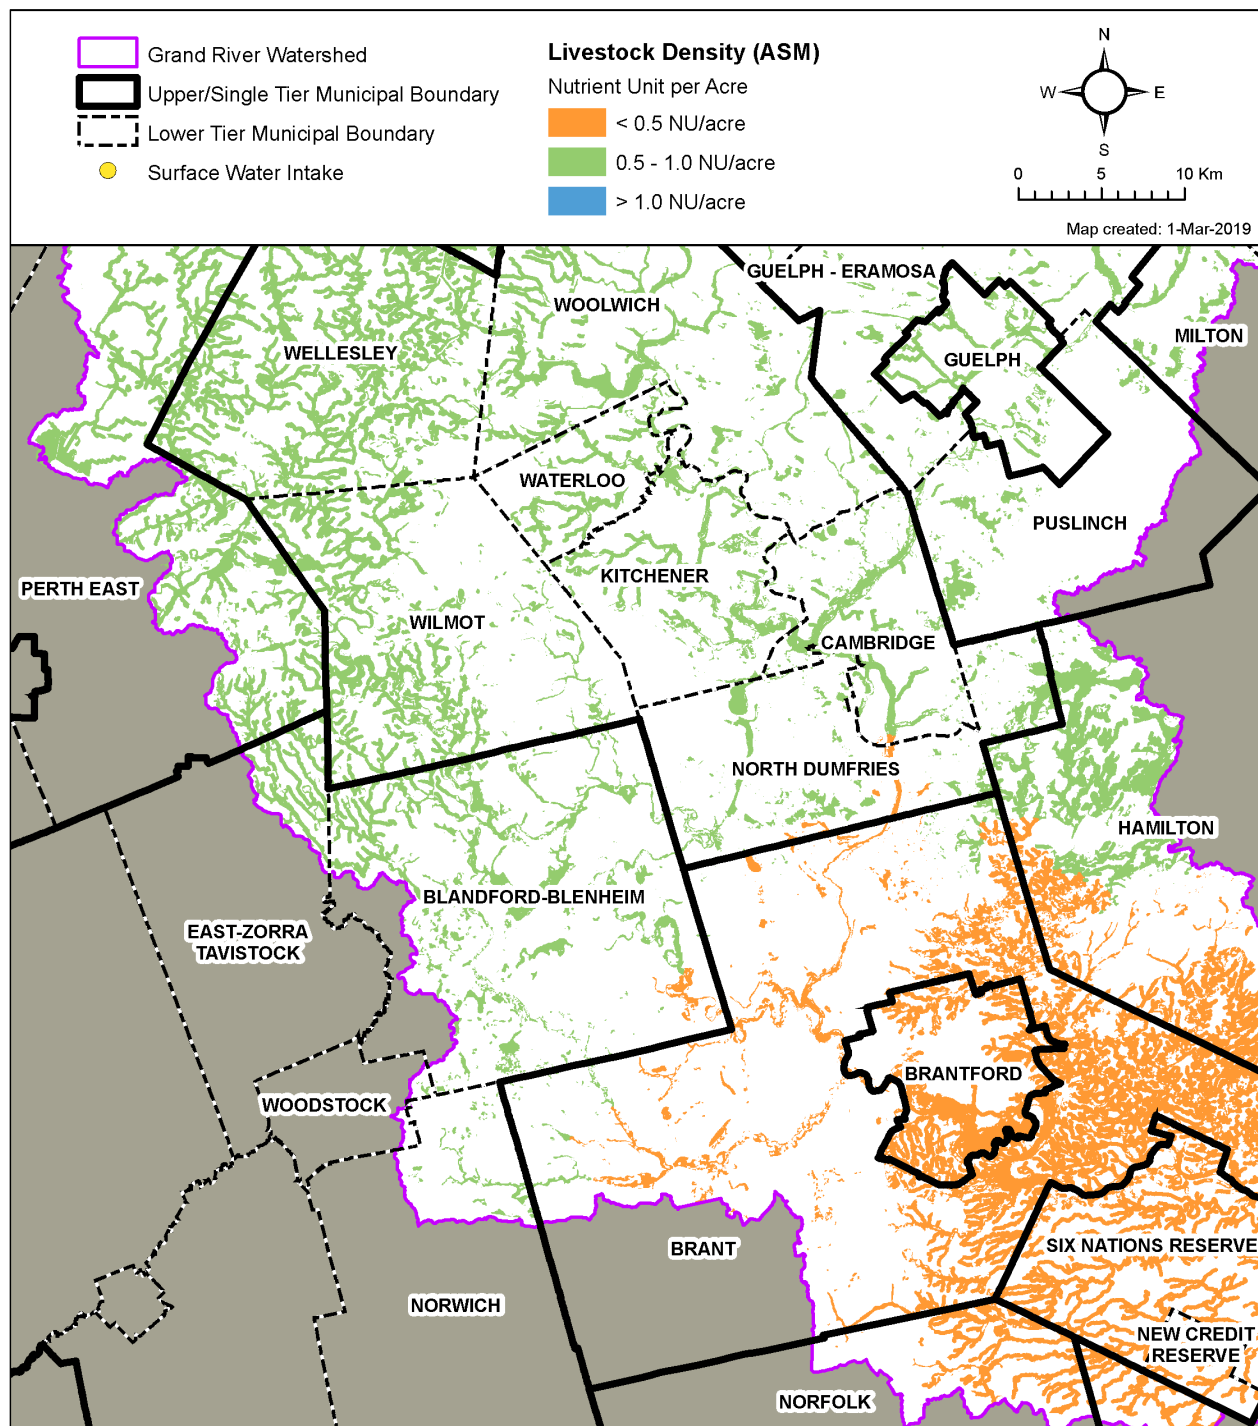 Grand River Watershed
Upper/Single Tier Municipal Boundary
Lower Tier Municipal Boundary
Surface Water Intake
Livestock Density (ASM)
Nutrient Unit per Acre
< 0.5 NU/acre
0.5 - 1.0 NU/acre
> 1.0 NU/acre
N
W E
S
0 5 10 Km
Map created: 1-Mar-2019
GUELPH - ERAMOSA
WOOLWICH
MILTON
WELLESLEY
GUELPH
WATERLOO
PUSLINCH
KITCHENER
PERTH EAST
WILMOT
CAMBRIDGE
NORTH DUMFRIES
HAMILTON
BLANDFORD-BLENHEIM
EAST-ZORRA
TAVISTOCK
BRANTFORD
WOODSTOCK
BRANT
SIX NATIONS RESERVE
NORWICH
NEW CREDIT
RESERVE
NORFOLK